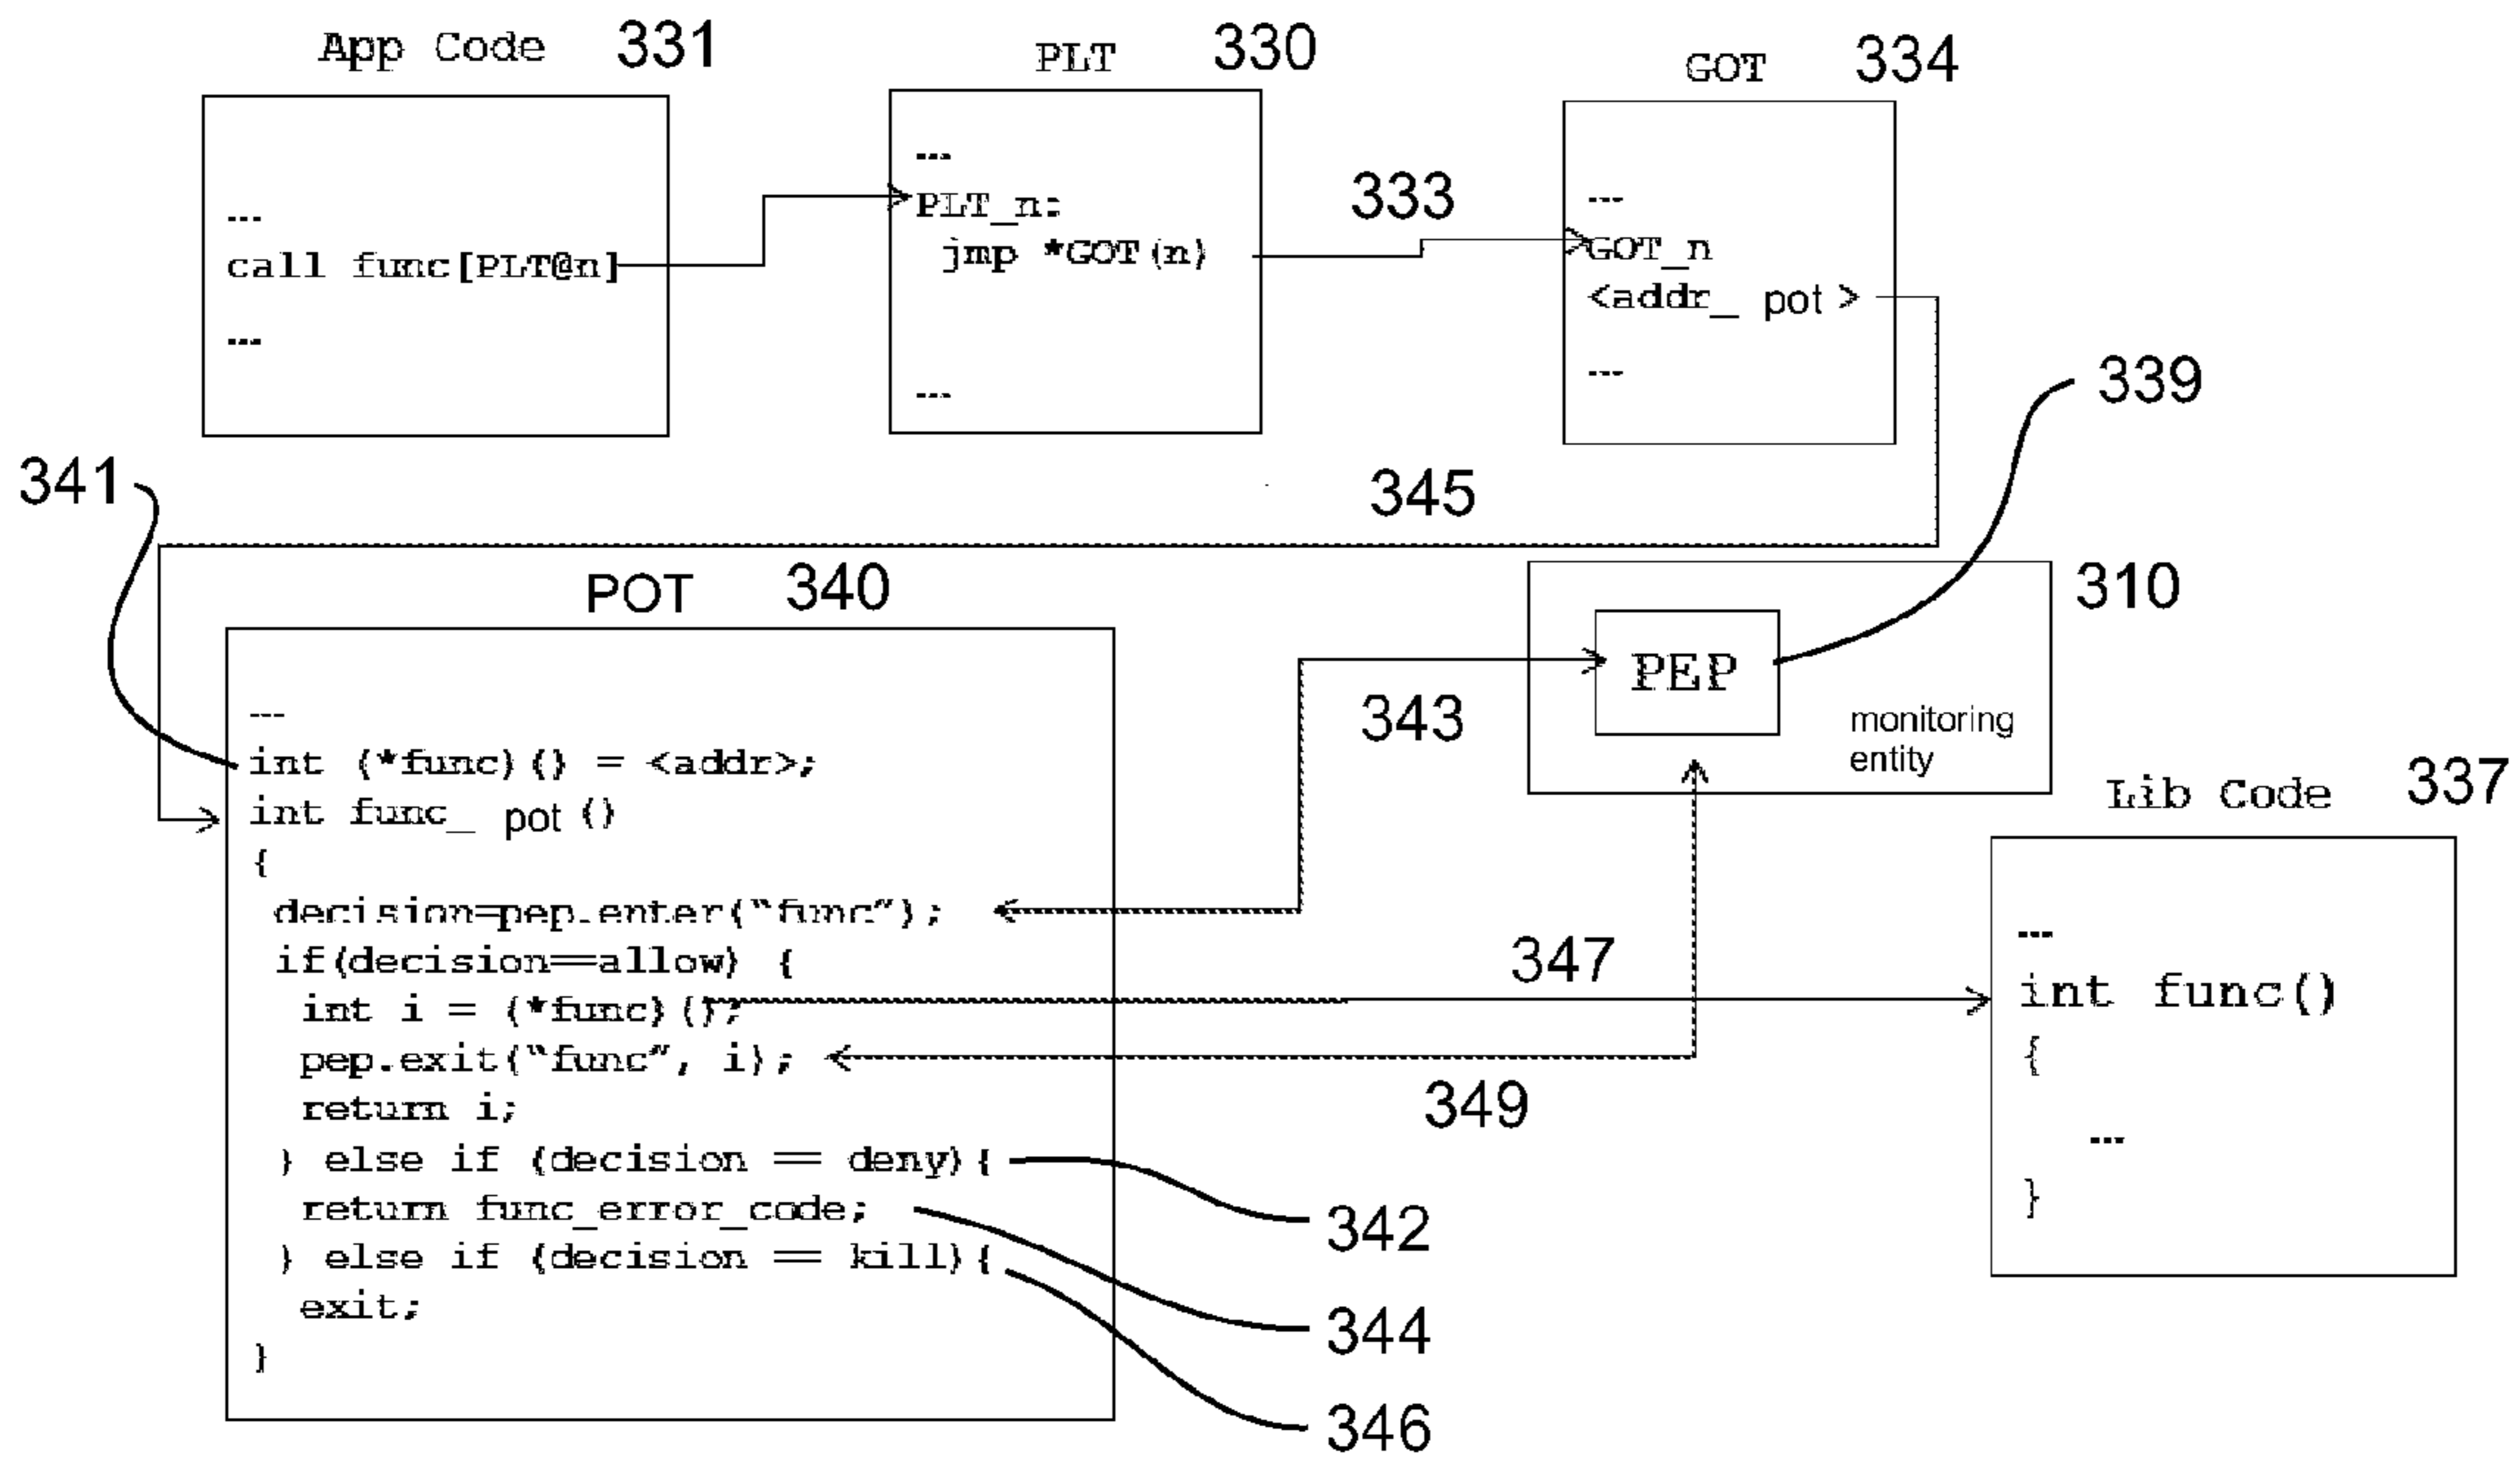 App Code 331
PLT 330
GOT 334
...
call func[PLT@n]
...
...
PLT_n:
jmp *GOT(n)
...
333
...
GOT_n
<addr_ pot >
...
339
341
345
POT 340
310
PEP
monitoring
entity
343
...
int (*func)() = <addr>;
int func_ pot ()
{
decision=pep.enter("func");
if(decision==allow) {
int i = (*func)();
pep.exit("func", i);
return i;
} else if (decision == deny){
return func_error_code;
} else if (decision == kill){
exit;
}
347
349
342
344
346
Lib Code 337
...
int func()
{
...
}